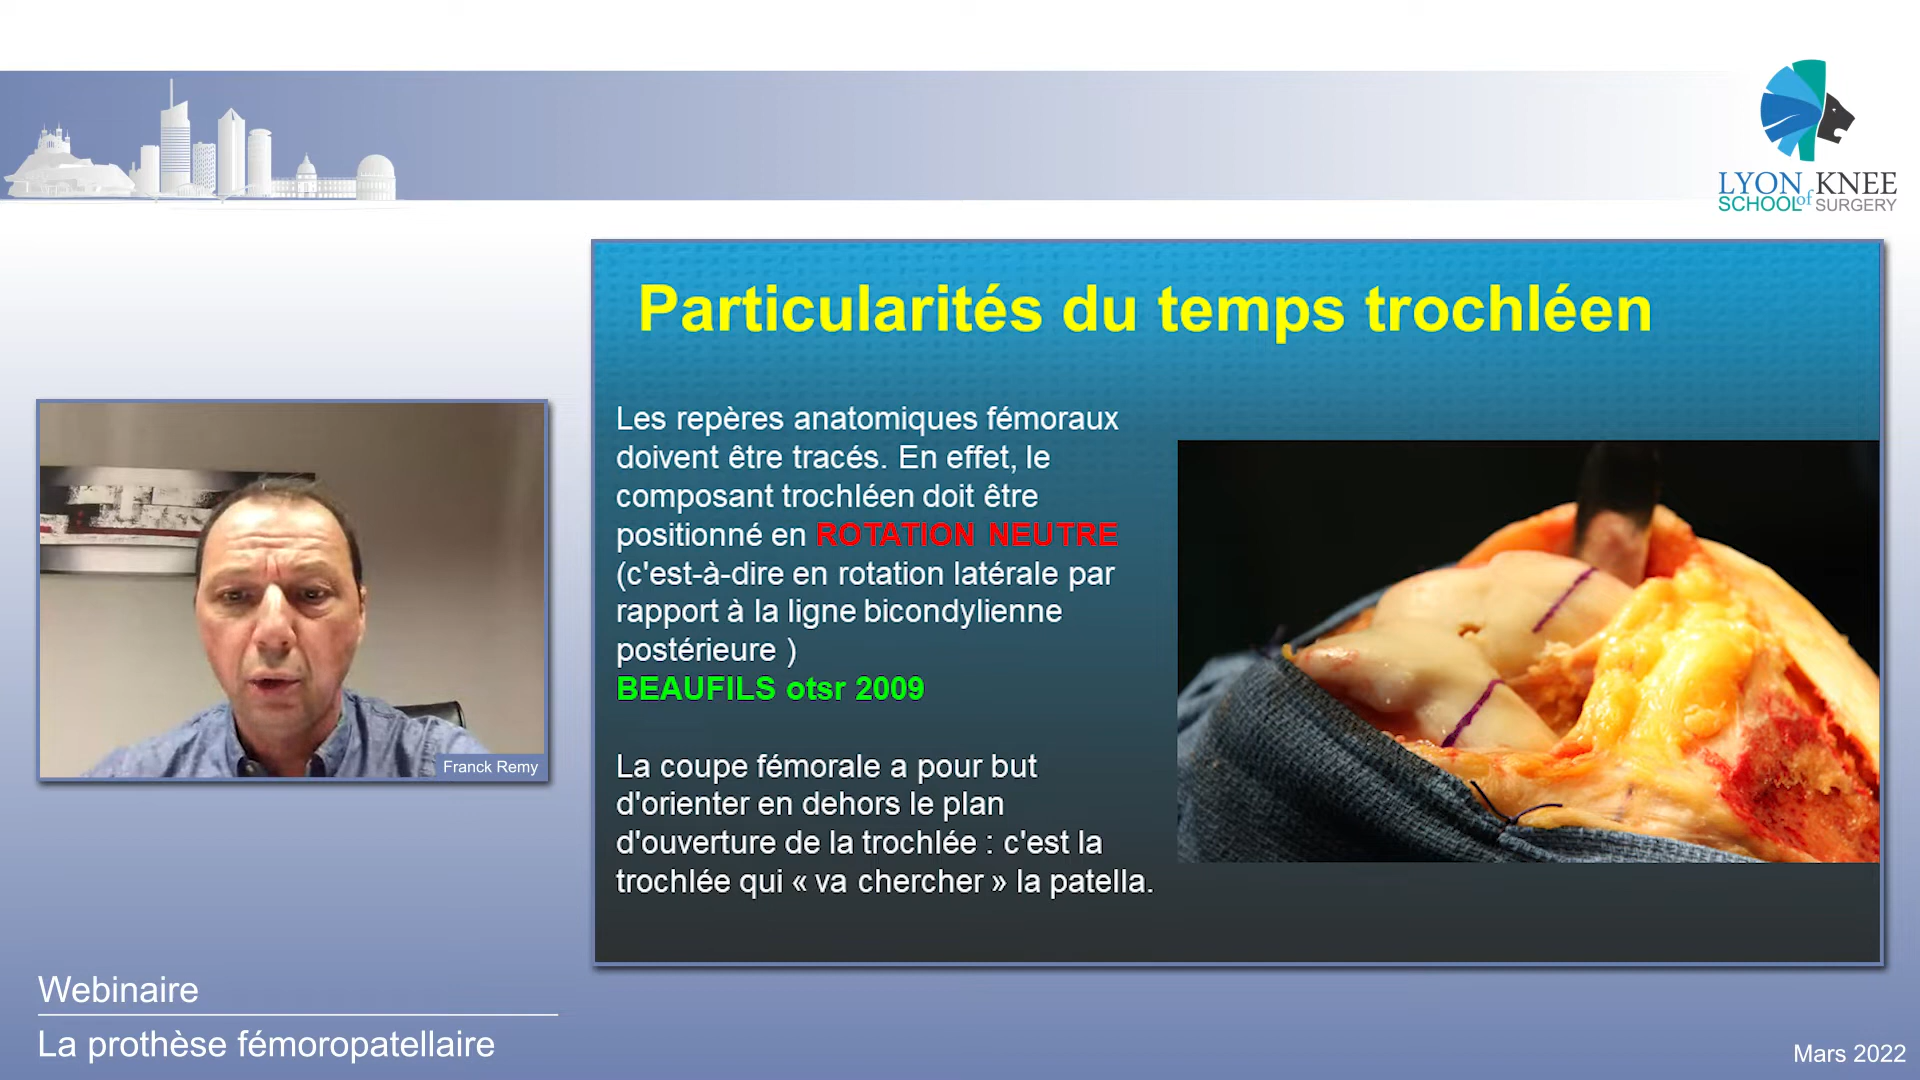 LYON KNEE
SCHOOL of SURGERY
Particularités du temps trochléen
Les repères anatomiques fémoraux
doivent être tracés. En effet, le
composant trochléen doit être
positionné en ROTATION NEUTRE
(c'est-à-dire en rotation latérale par
rapport à la ligne bicondylienne
postérieure )
BEAUFILS otsr 2009
La coupe fémorale a pour but
d'orienter en dehors le plan
d'ouverture de la trochlée : c'est la
trochlée qui « va chercher » la patella.
Franck Remy
Webinaire
La prothèse fémoropatellaire
Mars 2022